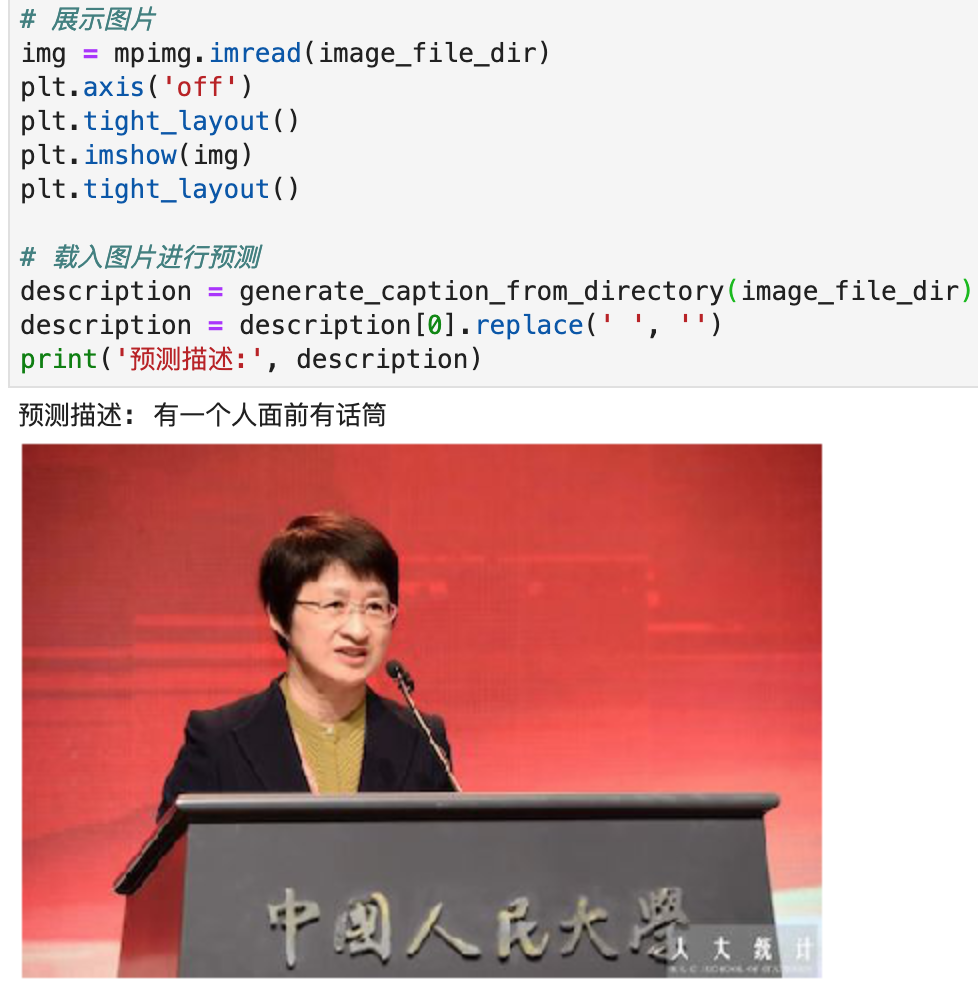 # 展示图片
img = mpimg.imread(image_file_dir)
plt.axis('off')
plt.tight_layout()
plt.imshow(img)
plt.tight_layout()
# 载入图片进行预测
description = generate_caption_from_directory(image_file_dir)
description = description[0].replace(' ', '')
print('预测描述:', description)
预测描述: 有一个人面前有话筒
中國人民大學
人大统计